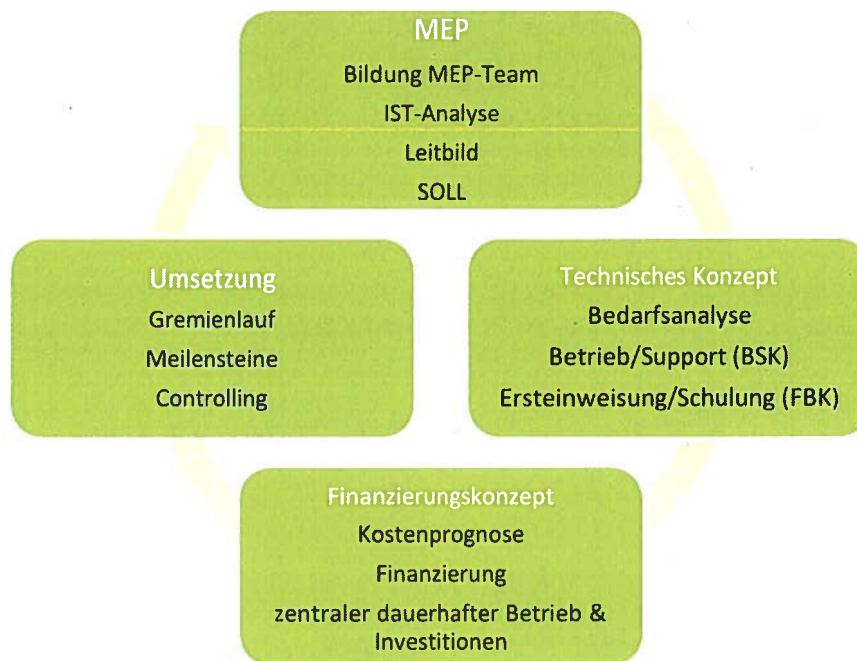 MEP
Bildung MEP-Team
IST-Analyse
Leitbild
SOLL
Umsetzung
Gremienlauf
Meilensteine
Controlling
Technisches Konzept
Bedarfsanalyse
Betrieb/Support (BSK)
Ersteinweisung/Schulung (FBK)
Finanzierungskonzept
Kostenprognose
Finanzierung
zentraler dauerhafter Betrieb &
Investitionen